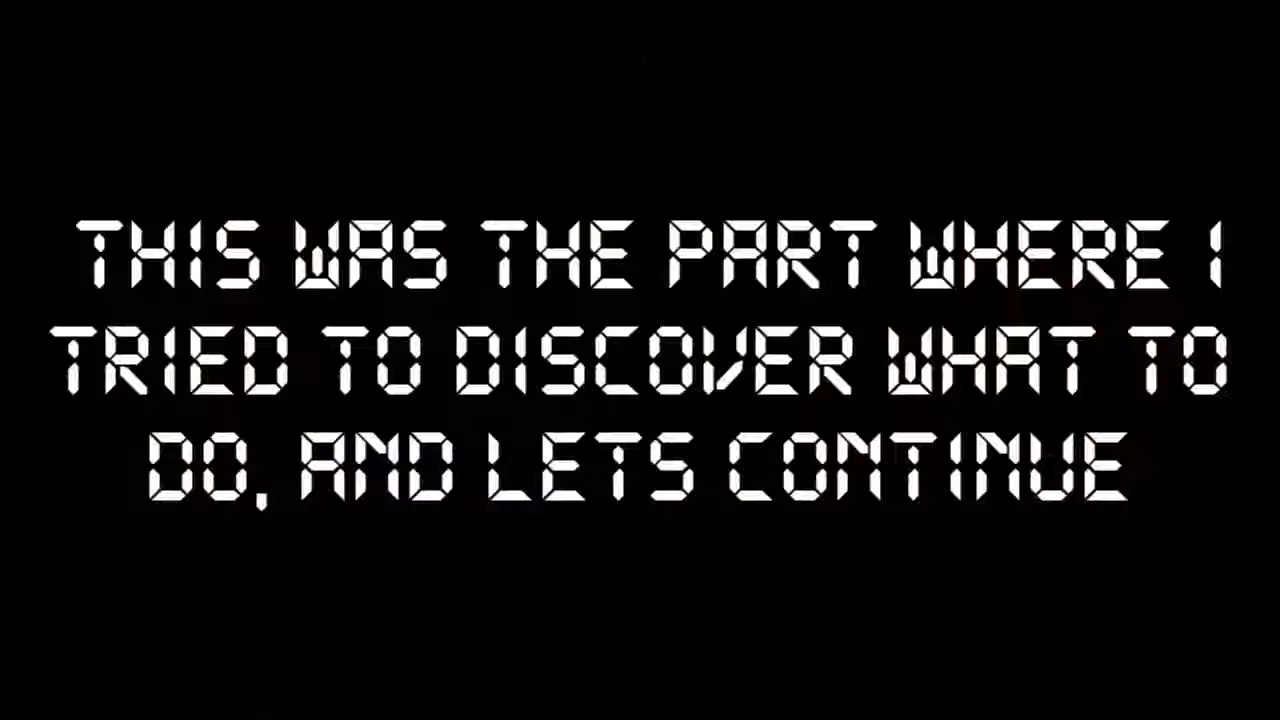 THIS WAS THE PART WHERE I
TRIED TO DISCOVER WHAT TO
DO, AND LETS CONTINUE